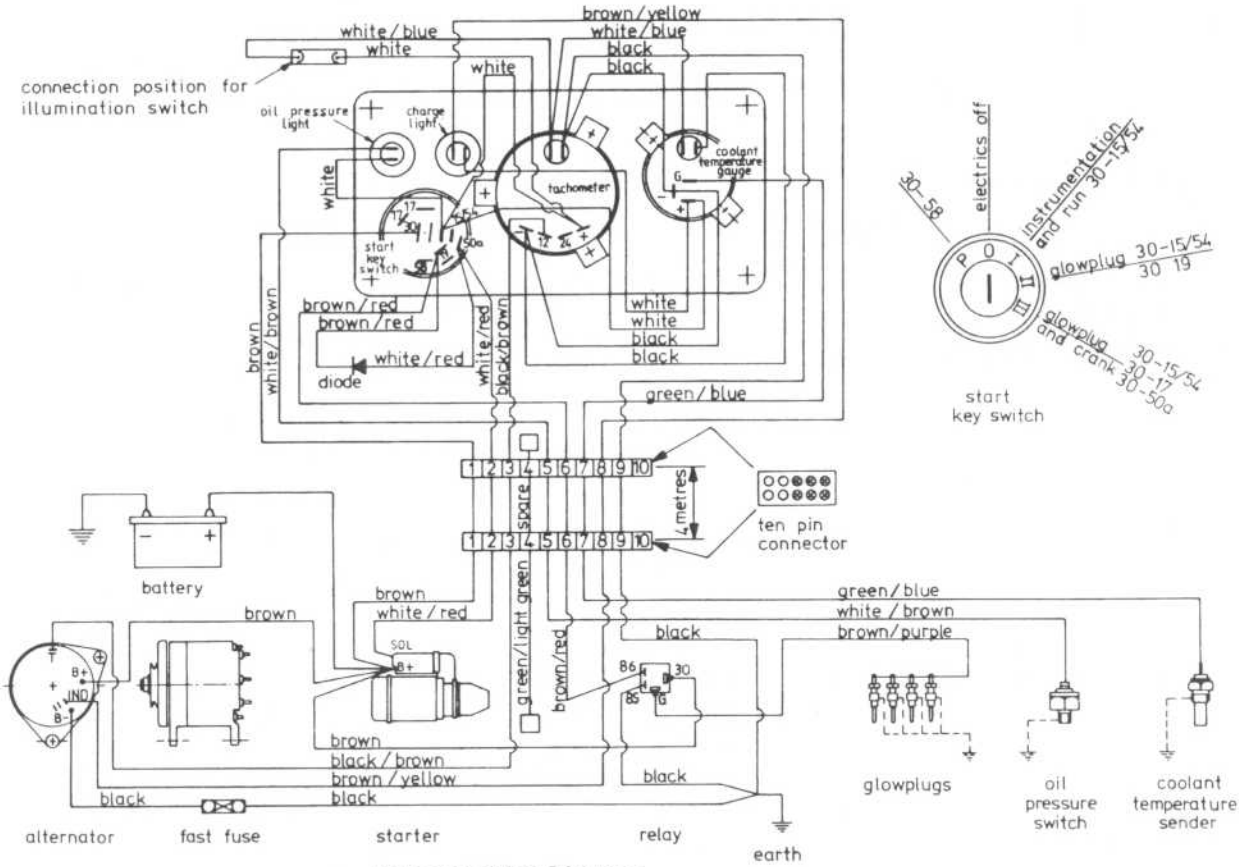 brown/yellow
white/blue
white/blue
white
black
black
white
connection position for
illumination switch
oil pressure
light
charge
light
coolant
temperature
gauge
G
-
+
tachometer
- 12 24 +
white
17
17
30
15/54
50a
19
58
start
key
switch
electrics off
30-58
instrumentation
and run 30-15/54
P O I II III
glowplug 30-15/54
30 19
glowplug
and crank
30-15/54
30-17
30-50a
start
key switch
brown/red
brown/red
white/red
diode
brown
white/brown
white/red
black/brown
white
white
black
black
green/blue
1 2 3 4 5 6 7 8 9 10
spare
4 metres
ten pin
connector
1 2 3 4 5 6 7 8 9 10
- +
battery
brown
white/red
brown
SOL
B+
B+
IND
B-
green/light green
brown/red
black
86
85
30
G
green/blue
white/brown
brown/purple
brown
black/brown
brown/yellow
black
black
black
alternator
fast fuse
starter
relay
earth
glowplugs
oil
pressure
switch
coolant
temperature
sender